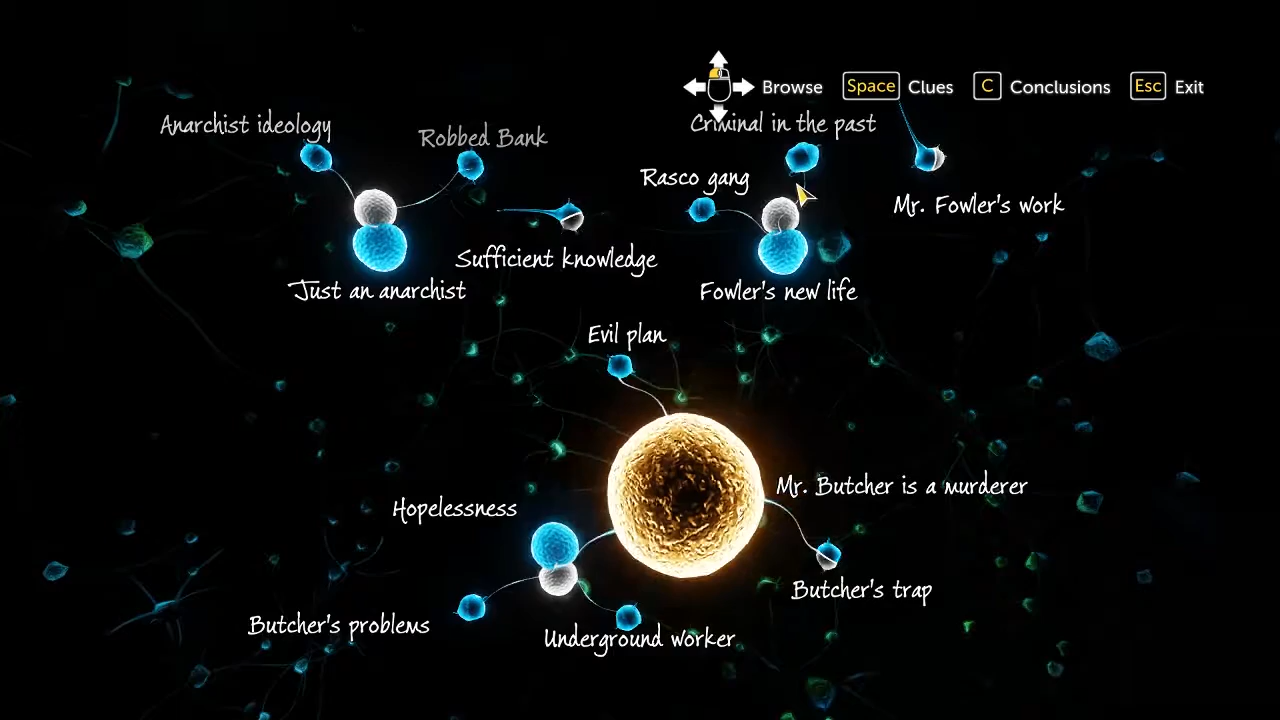 Browse
Space Clues
C Conclusions
Esc Exit
Anarchist ideology
Robbed Bank
Criminal in the past
Rasco gang
Mr. Fowler's work
Sufficient knowledge
Just an anarchist
Fowler's new life
Evil plan
Mr. Butcher is a murderer
Hopelessness
Butcher's trap
Butcher's problems
Underground worker